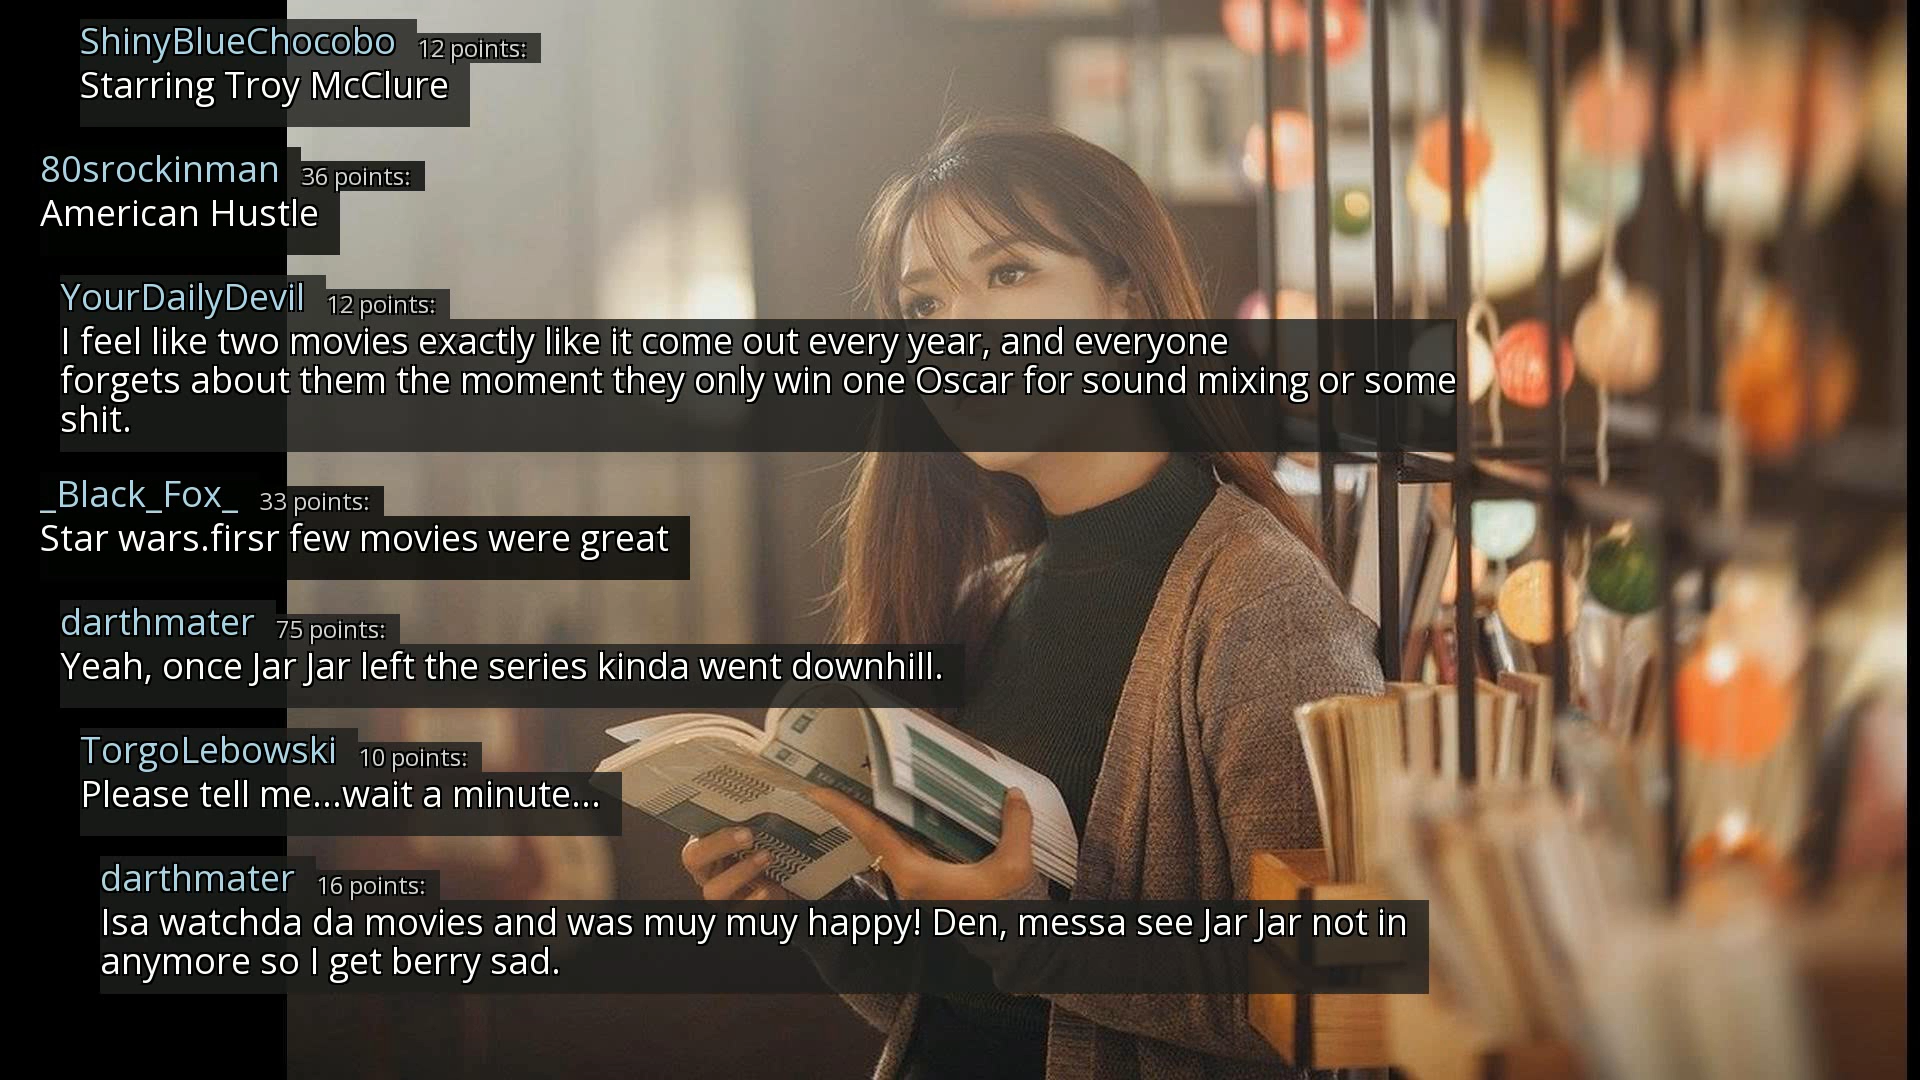 ShinyBlueChocobo 12 points:
Starring Troy McClure
80srockinman 36 points:
American Hustle
YourDailyDevil 12 points:
I feel like two movies exactly like it come out every year, and everyone
forgets about them the moment they only win one Oscar for sound mixing or some
shit.
_Black_Fox_ 33 points:
Star wars.firsr few movies were great
darthmater 75 points:
Yeah, once Jar Jar left the series kinda went downhill.
TorgoLebowski 10 points:
Please tell me...wait a minute...
darthmater 16 points:
Isa watchda da movies and was muy muy happy! Den, messa see Jar Jar not in
anymore so I get berry sad.